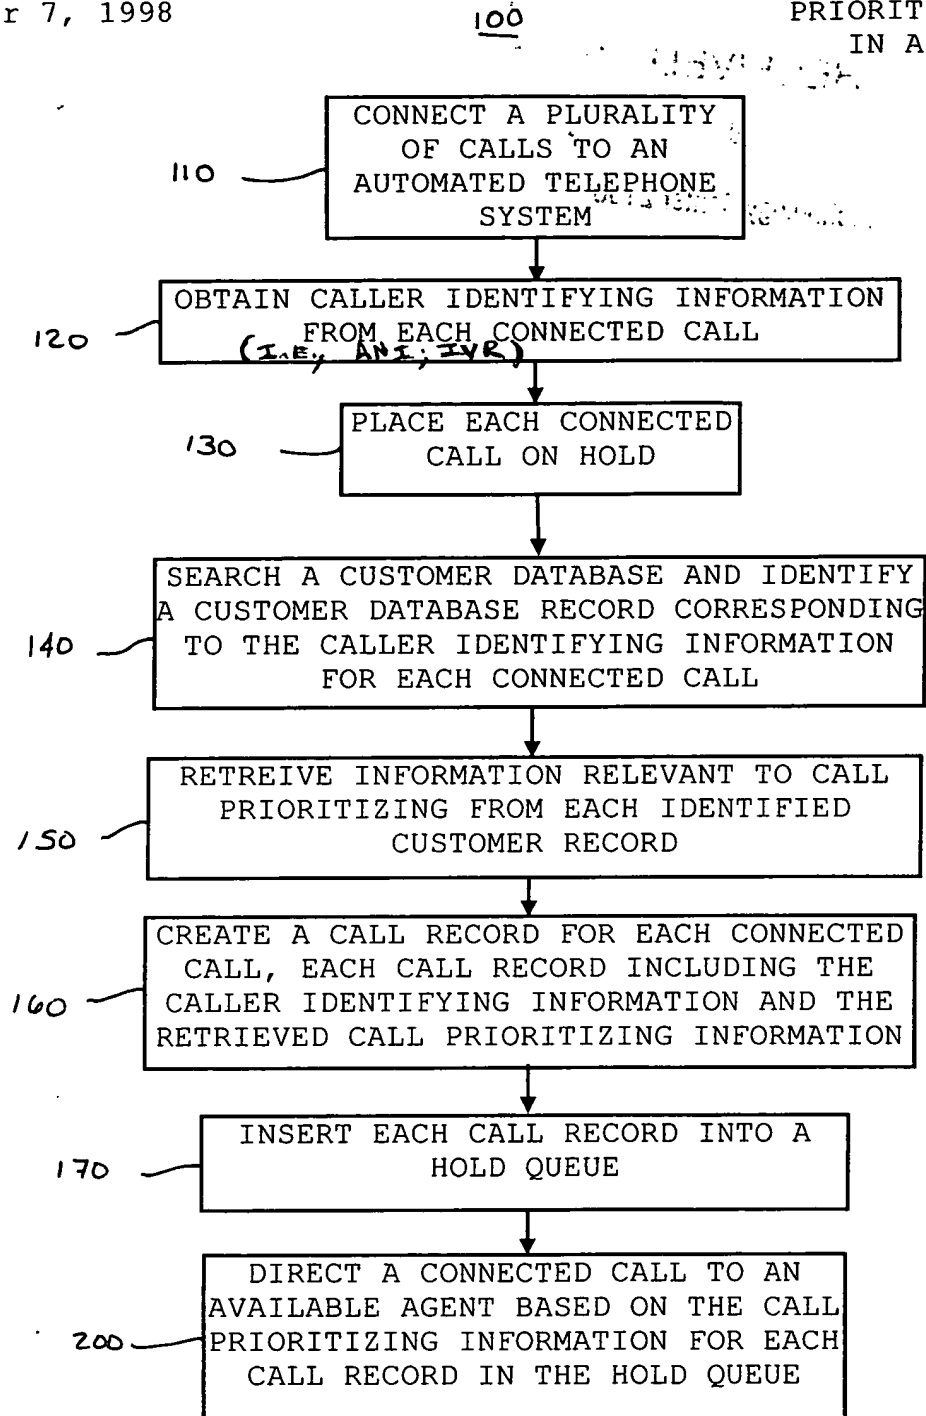 r 7, 1998
100
PRIORIT
IN A
CONNECT A PLURALITY
OF CALLS TO AN
AUTOMATED TELEPHONE
SYSTEM
110
OBTAIN CALLER IDENTIFYING INFORMATION
FROM EACH CONNECTED CALL
(I.E., ANI; IVR)
120
PLACE EACH CONNECTED
CALL ON HOLD
130
SEARCH A CUSTOMER DATABASE AND IDENTIFY
A CUSTOMER DATABASE RECORD CORRESPONDING
TO THE CALLER IDENTIFYING INFORMATION
FOR EACH CONNECTED CALL
140
RETREIVE INFORMATION RELEVANT TO CALL
PRIORITIZING FROM EACH IDENTIFIED
CUSTOMER RECORD
150
CREATE A CALL RECORD FOR EACH CONNECTED
CALL, EACH CALL RECORD INCLUDING THE
CALLER IDENTIFYING INFORMATION AND THE
RETRIEVED CALL PRIORITIZING INFORMATION
160
INSERT EACH CALL RECORD INTO A
HOLD QUEUE
170
DIRECT A CONNECTED CALL TO AN
AVAILABLE AGENT BASED ON THE CALL
PRIORITIZING INFORMATION FOR EACH
CALL RECORD IN THE HOLD QUEUE
200